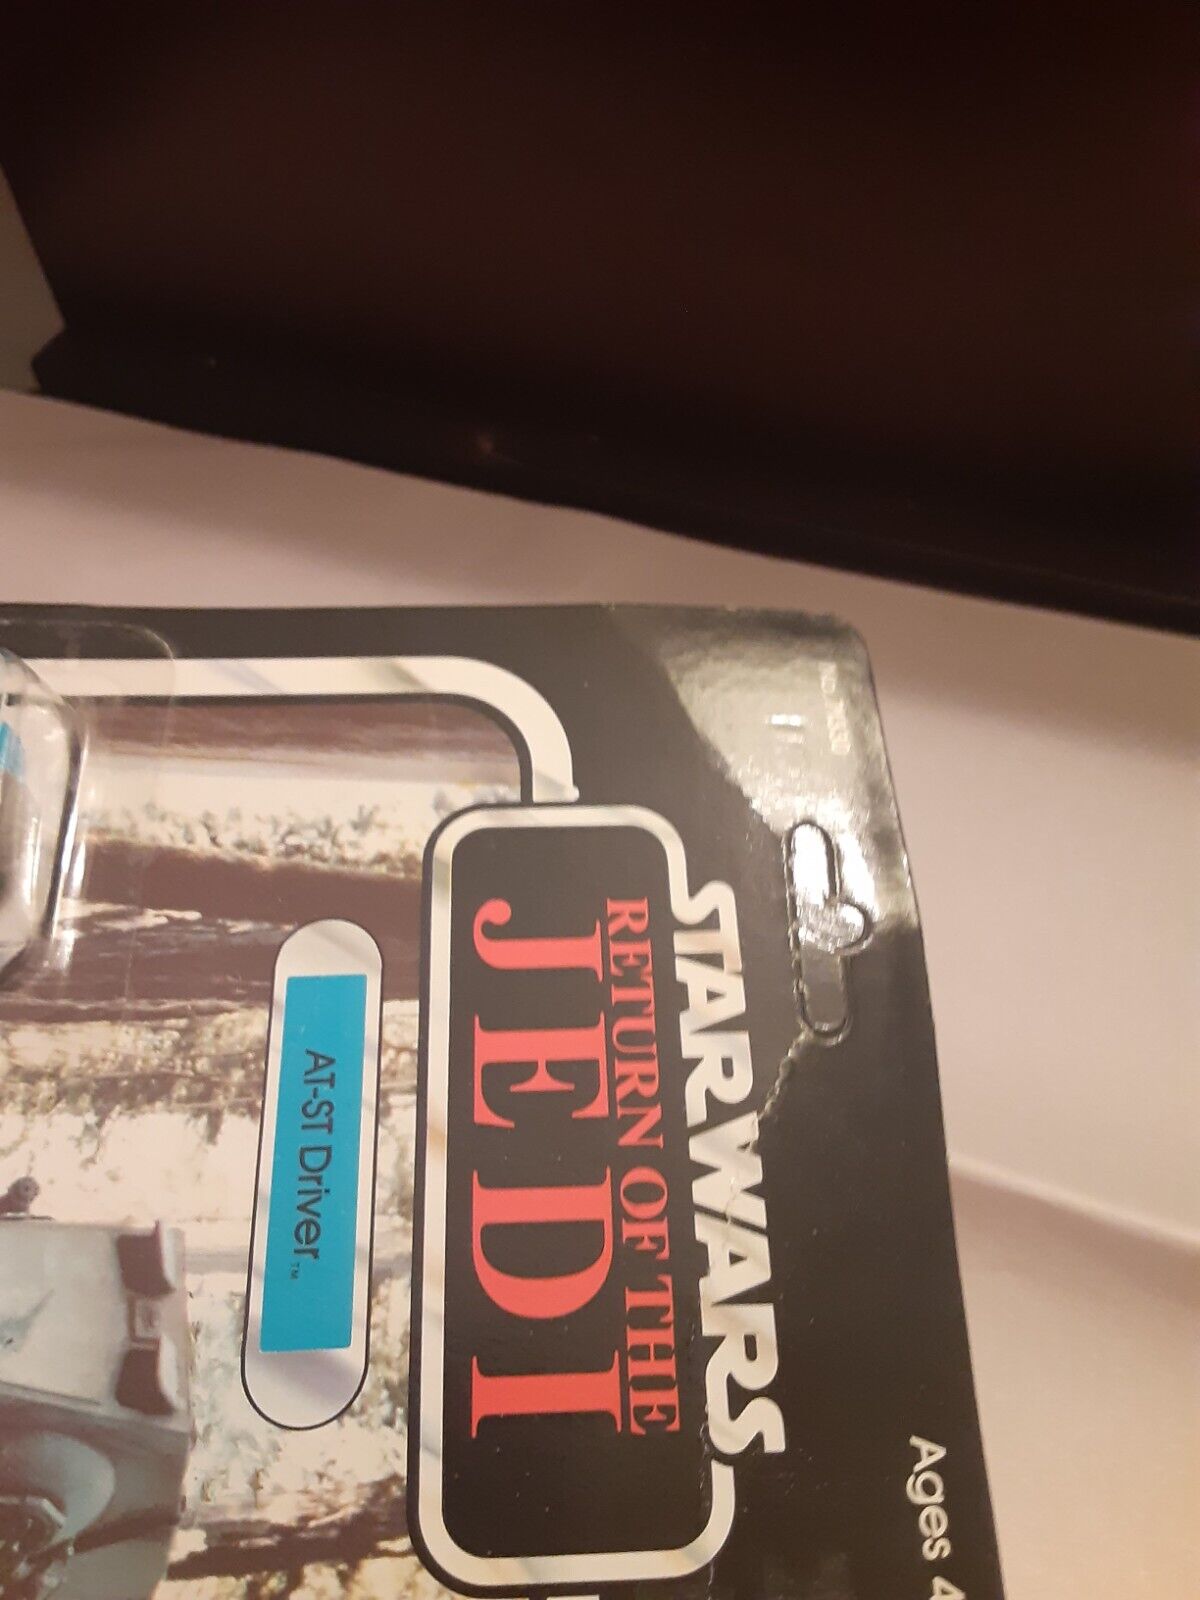 STAR WARS
RETURN OF THE
JEDI
AT-ST Driver™
Ages 4